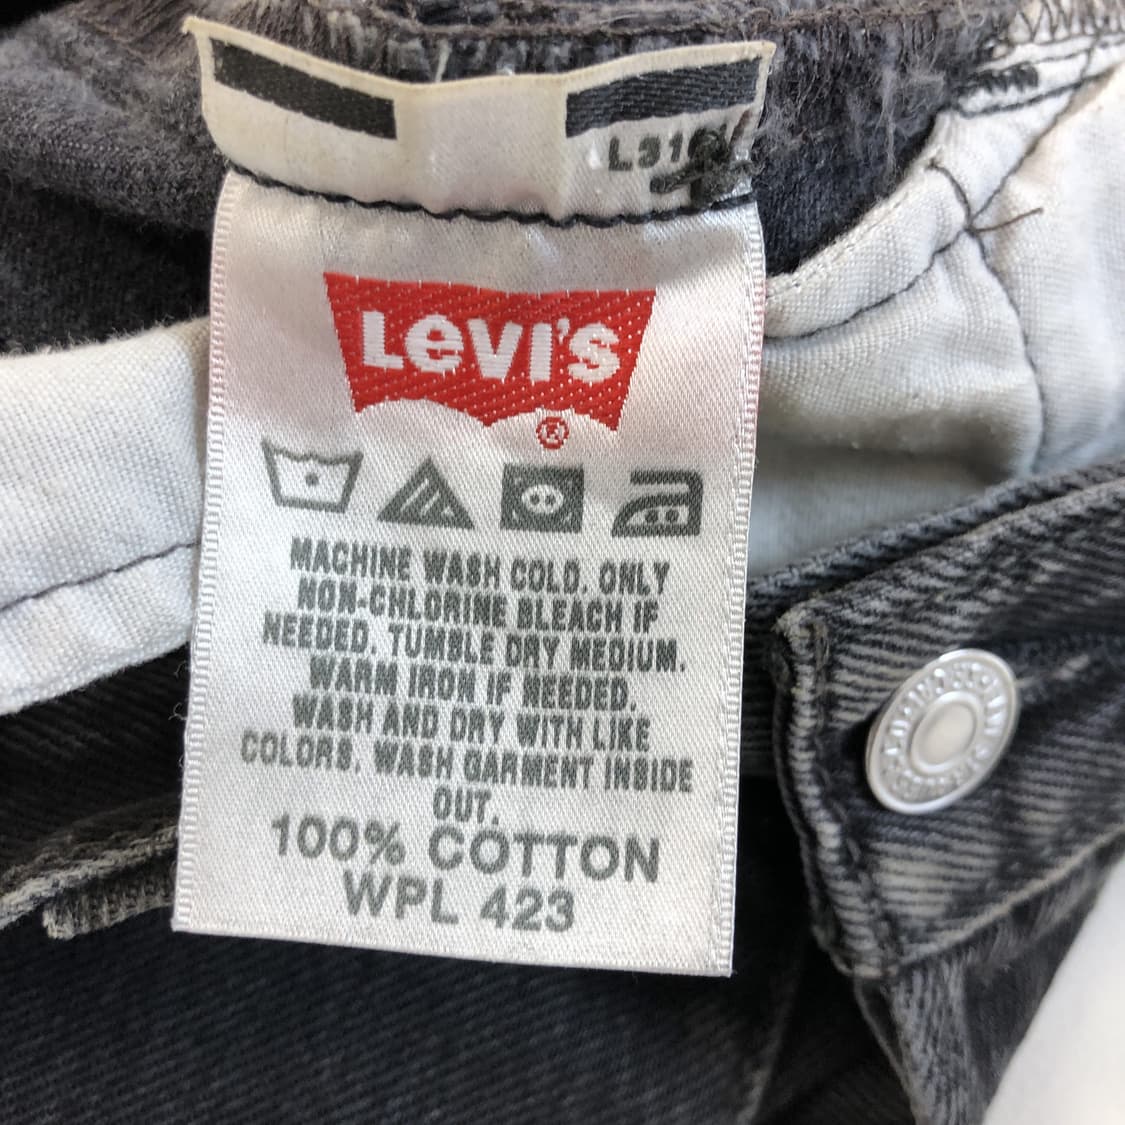 LEVI'S
®
MACHINE WASH COLD. ONLY
NON-CHLORINE BLEACH IF
NEEDED. TUMBLE DRY MEDIUM.
WARM IRON IF NEEDED.
WASH AND DRY WITH LIKE
COLORS. WASH GARMENT INSIDE
OUT.
100% COTTON
WPL 423